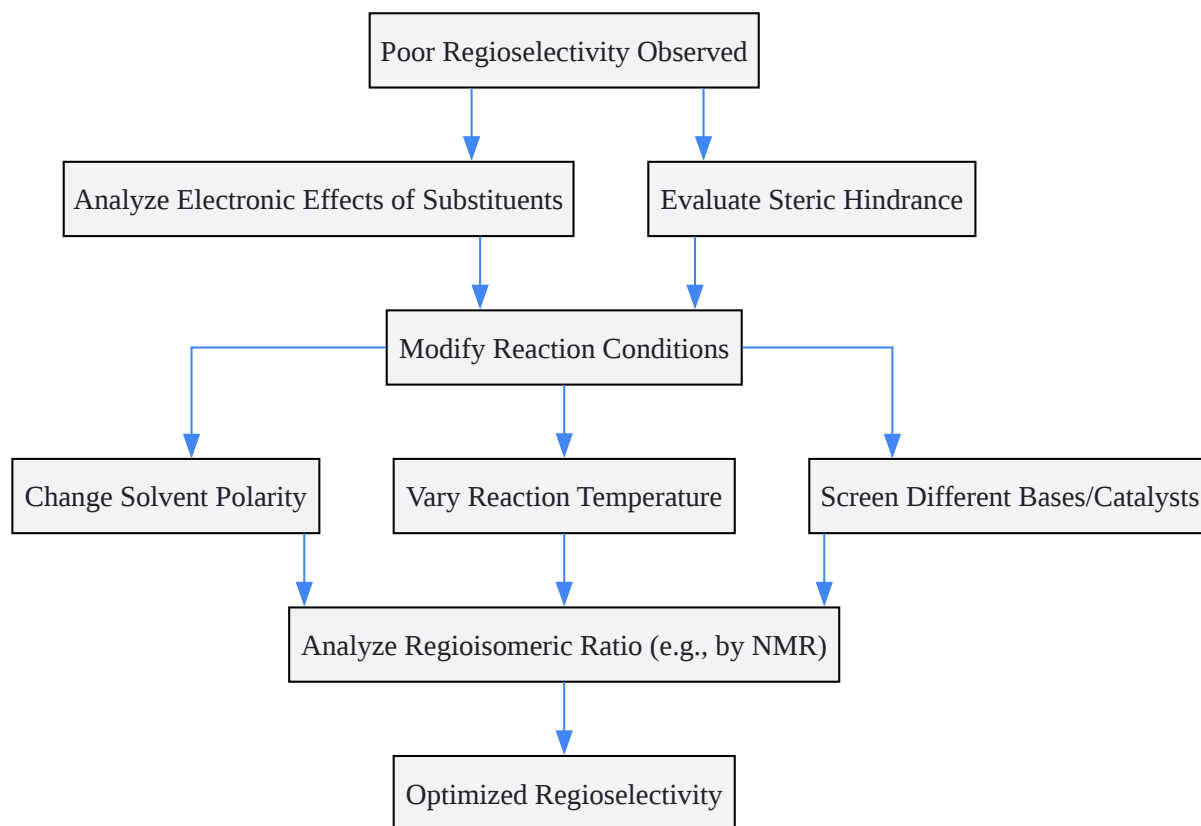 Poor Regioselectivity Observed
Analyze Electronic Effects of Substituents
Evaluate Steric Hindrance
Modify Reaction Conditions
Change Solvent Polarity
Vary Reaction Temperature
Screen Different Bases/Catalysts
Analyze Regioisomeric Ratio (e.g., by NMR)
Optimized Regioselectivity